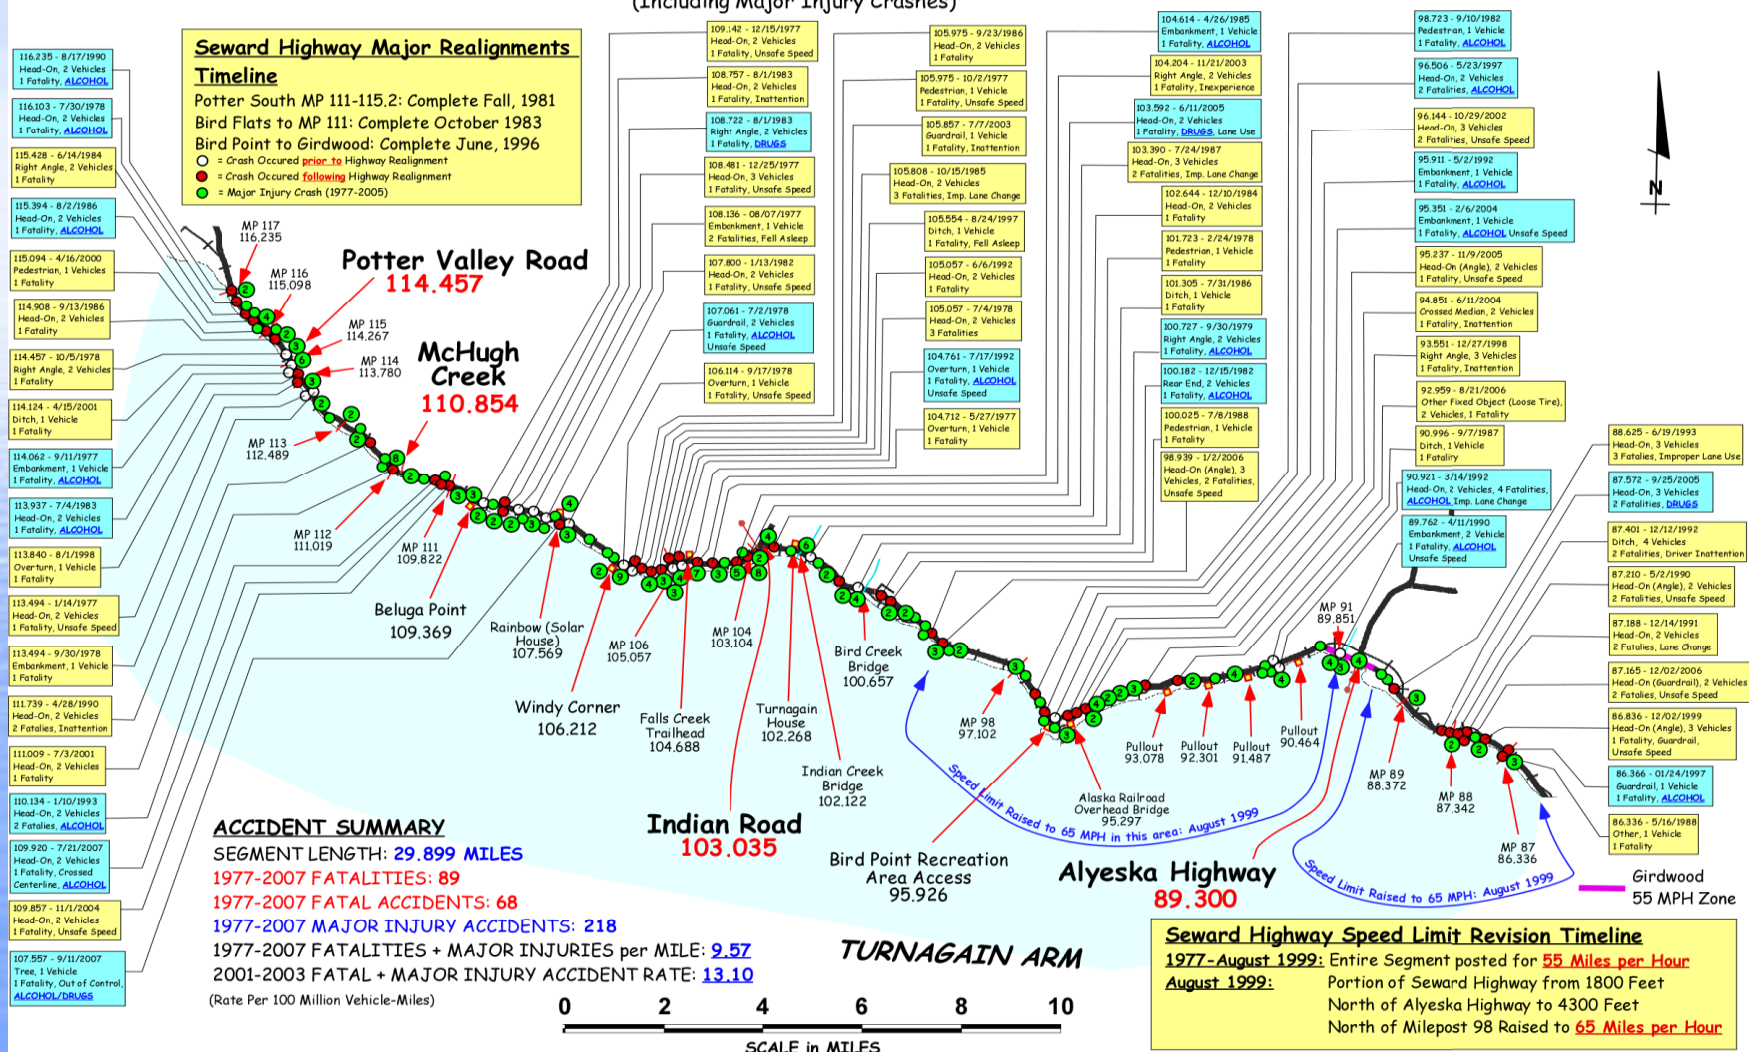 (Including Major Injury Crashes)
Seward Highway Major Realignments
Timeline
Potter South MP 111-115.2: Complete Fall, 1981
Bird Flats to MP 111: Complete October 1983
Bird Point to Girdwood: Complete June, 1996
= Crash Occured prior to Highway Realignment
= Crash Occured following Highway Realignment
= Major Injury Crash (1977-2005)
116.235 - 8/17/1990
Head-On, 2 Vehicles
1 Fatality, ALCOHOL
116.103 - 7/30/1978
Head-On, 2 Vehicles
1 Fatality, ALCOHOL
115.428 - 6/14/1984
Right Angle, 2 Vehicles
1 Fatality
115.394 - 8/2/1986
Head-On, 2 Vehicles
1 Fatality, ALCOHOL
115.094 - 4/16/2000
Pedestrian, 1 Vehicles
1 Fatality
114.908 - 9/13/1986
Head-On, 2 Vehicles
1 Fatality
114.457 - 10/5/1978
Right Angle, 2 Vehicles
1 Fatality
114.124 - 4/15/2001
Ditch, 1 Vehicle
1 Fatality
114.062 - 9/11/1977
Embankment, 1 Vehicle
1 Fatality, ALCOHOL
113.937 - 7/4/1983
Head-On, 2 Vehicles
1 Fatality, ALCOHOL
113.840 - 8/1/1998
Overturn, 1 Vehicle
1 Fatality
113.494 - 1/14/1977
Head-On, 2 Vehicles
1 Fatality, Unsafe Speed
113.494 - 9/30/1978
Embankment, 1 Vehicle
1 Fatality
111.739 - 4/28/1990
Head-On, 2 Vehicles
2 Fatalties, Inattention
111.009 - 7/3/2001
Head-On, 2 Vehicles
1 Fatality
110.134 - 1/10/1993
Head-On, 2 Vehicles
2 Fatalies, ALCOHOL
109.920 - 7/21/2007
Head-On, 2 Vehicles
1 Fatality, Crossed
Centerline, ALCOHOL
109.857 - 11/1/2004
Head-On, 2 Vehicles
1 Fatality, Unsafe Speed
107.557 - 9/11/2007
Tree, 1 Vehicle
1 Fatality, Out of Control,
ALCOHOL/DRUGS
109.142 - 12/15/1977
Head-On, 2 Vehicles
1 Fatality, Unsafe Speed
108.757 - 8/1/1983
Head-On, 2 Vehicles
1 Fatality, Inattention
108.722 - 8/1/1983
Right Angle, 2 Vehicles
1 Fatality, DRUGS
108.481 - 12/25/1977
Head-On, 3 Vehicles
1 Fatality, Unsafe Speed
108.136 - 08/07/1977
Embankment, 1 Vehicle
2 Fatalities, Fell Asleep
107.800 - 1/13/1982
Head-On, 2 Vehicles
1 Fatality, Unsafe Speed
107.061 - 7/2/1978
Guardrail, 2 Vehicles
1 Fatality, ALCOHOL
Unsafe Speed
106.114 - 9/17/1978
Overturn, 1 Vehicle
1 Fatality, Unsafe Speed
105.975 - 9/23/1986
Head-On, 2 Vehicles
1 Fatality
105.975 - 10/2/1977
Pedestrian, 1 Vehicle
1 Fatality, Unsafe Speed
105.857 - 7/7/2003
Guardrail, 1 Vehicle
1 Fatality, Inattention
105.808 - 10/15/1985
Head-On, 2 Vehicles
3 Fatalities, Imp. Lane Change
105.554 - 8/24/1997
Ditch, 1 Vehicle
1 Fatality, Fell Asleep
105.057 - 6/6/1992
Head-On, 2 Vehicles
1 Fatality
105.057 - 7/4/1978
Head-On, 2 Vehicles
3 Fatalities
104.761 - 7/17/1992
Overturn, 1 Vehicle
1 Fatality, ALCOHOL
Unsafe Speed
104.712 - 5/27/1977
Overturn, 1 Vehicle
1 Fatality
104.614 - 4/26/1985
Embankment, 1 Vehicle
1 Fatality, ALCOHOL
104.204 - 11/21/2003
Right Angle, 2 Vehicles
1 Fatality, Inexperience
103.592 - 6/11/2005
Head-On, 2 Vehicles
1 Fatality, DRUGS, Lane Use
103.390 - 7/24/1987
Head-On, 3 Vehicles
2 Fatalities, Imp. Lane Change
102.644 - 12/10/1984
Head-On, 2 Vehicles
1 Fatality
101.723 - 2/24/1978
Pedestrian, 1 Vehicle
1 Fatality
101.305 - 7/31/1986
Ditch, 1 Vehicle
1 Fatality
100.727 - 9/30/1979
Right Angle, 2 Vehicles
1 Fatality, ALCOHOL
100.182 - 12/15/1982
Rear End, 2 Vehicles
1 Fatality, ALCOHOL
100.025 - 7/8/1988
Pedestrian, 1 Vehicle
1 Fatality
98.939 - 1/2/2006
Head-On (Angle), 3
Vehicles, 2 Fatalities,
Unsafe Speed
98.723 - 9/10/1982
Pedestran, 1 Vehicle
1 Fatality, ALCOHOL
96.506 - 5/23/1997
Head-On, 2 Vehicles
2 Fatalities, ALCOHOL
96.144 - 10/29/2002
Head-On, 3 Vehicles
2 Fatalities, Unsafe Speed
95.911 - 5/2/1992
Embankment, 1 Vehicle
1 Fatality, ALCOHOL
95.351 - 2/6/2004
Embankment, 1 Vehicle
1 Fatality, ALCOHOL Unsafe Speed
95.237 - 11/9/2005
Head-On (Angle), 2 Vehicles
1 Fatality, Unsafe Speed
94.851 - 6/11/2004
Crossed Median, 2 Vehicles
1 Fatality, Inattention
93.551 - 12/27/1998
Right Angle, 3 Vehicles
1 Fatality, Inattention
92.959 - 8/21/2006
Other Fixed Object (Loose Tire),
2 Vehicles, 1 Fatality
90.996 - 9/7/1987
Ditch, 1 Vehicle
1 Fatality
90.921 - 3/14/1992
Head-On, 2 Vehicles, 4 Fatalities,
ALCOHOL Imp. Lane Change
89.762 - 4/11/1990
Embankment, 2 Vehicle
1 Fatality, ALCOHOL
Unsafe Speed
88.625 - 6/19/1993
Head-On, 3 Vehicles
3 Fatalies, Improper Lane Use
87.572 - 9/25/2005
Head-On, 3 Vehicles
2 Fatalities, DRUGS
87.401 - 12/12/1992
Ditch, 4 Vehicles
2 Fatalities, Driver Inattention
87.210 - 5/2/1990
Head-On (Angle), 2 Vehicles
2 Fatalities, Unsafe Speed
87.188 - 12/14/1991
Head-On, 2 Vehicles
2 Fatalies, Lane Change
87.165 - 12/02/2006
Head-On (Guardrail), 2 Vehicles
2 Fatalies, Unsafe Speed
86.836 - 12/02/1999
Head-On (Angle), 3 Vehicles
1 Fatality, Guardrail,
Unsafe Speed
86.366 - 01/24/1997
Guardrail, 1 Vehicle
1 Fatality, ALCOHOL
86.336 - 5/16/1988
Other, 1 Vehicle
1 Fatality
N
MP 117
116.235
MP 116
115.098
Potter Valley Road
114.457
MP 115
114.267
MP 114
113.780
McHugh
Creek
110.854
MP 113
112.489
MP 112
111.019
MP 111
109.822
Beluga Point
109.369
Rainbow (Solar
House)
107.569
Windy Corner
106.212
MP 106
105.057
Falls Creek
Trailhead
104.688
MP 104
103.104
Indian Road
103.035
Turnagain
House
102.268
Indian Creek
Bridge
102.122
Bird Creek
Bridge
100.657
MP 98
97.102
Bird Point Recreation
Area Access
95.926
Alaska Railroad
Overhead Bridge
95.297
Pullout
93.078
Pullout
92.301
Pullout
91.487
Pullout
90.464
MP 91
89.851
Alyeska Highway
89.300
MP 89
88.372
MP 88
87.342
MP 87
86.336
Speed Limit Raised to 65 MPH in this area: August 1999
Speed Limit Raised to 65 MPH: August 1999
Girdwood
55 MPH Zone
ACCIDENT SUMMARY
SEGMENT LENGTH: 29.899 MILES
1977-2007 FATALITIES: 89
1977-2007 FATAL ACCIDENTS: 68
1977-2007 MAJOR INJURY ACCIDENTS: 218
1977-2007 FATALITIES + MAJOR INJURIES per MILE: 9.57
2001-2003 FATAL + MAJOR INJURY ACCIDENT RATE: 13.10
(Rate Per 100 Million Vehicle-Miles)
TURNAGAIN ARM
0 2 4 6 8 10
SCALE in MILES
Seward Highway Speed Limit Revision Timeline
1977-August 1999: Entire Segment posted for 55 Miles per Hour
August 1999: Portion of Seward Highway from 1800 Feet
North of Alyeska Highway to 4300 Feet
North of Milepost 98 Raised to 65 Miles per Hour